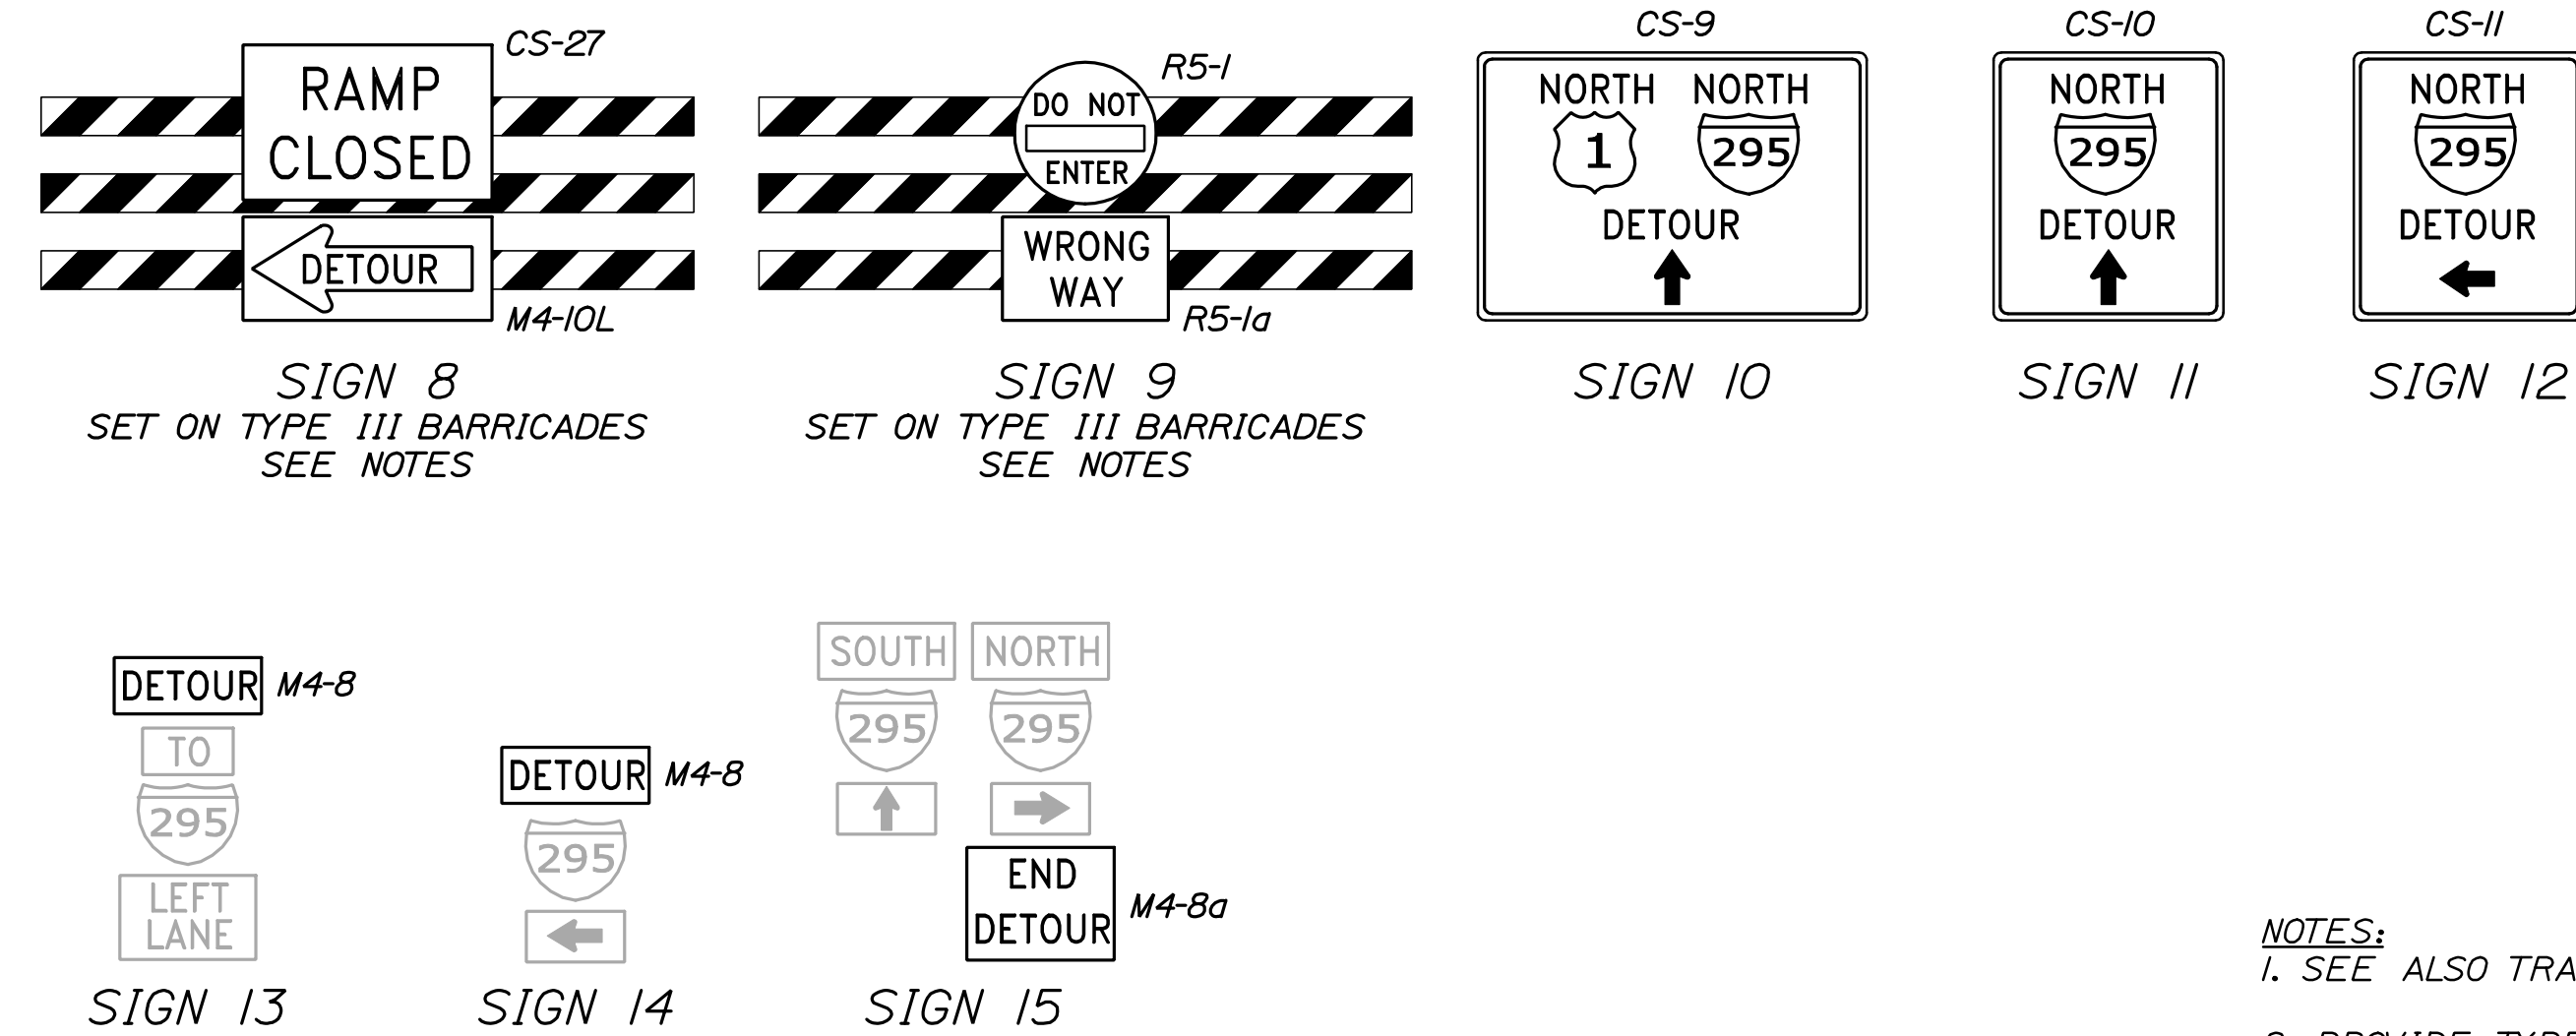 CS-27
RAMP
CLOSED
DETOUR
M4-10L
SIGN 8
SET ON TYPE III BARRICADES
SEE NOTES
R5-1
DO NOT
ENTER
WRONG
WAY
R5-1a
SIGN 9
SET ON TYPE III BARRICADES
SEE NOTES
CS-9
NORTH NORTH
1 295
DETOUR
SIGN 10
CS-10
NORTH
295
DETOUR
SIGN 11
CS-11
NORTH
295
DETOUR
SIGN 12
DETOUR M4-8
TO
295
LEFT
LANE
SIGN 13
DETOUR M4-8
295
SIGN 14
SOUTH NORTH
295 295
END
DETOUR
M4-8a
SIGN 15
NOTES:
1. SEE ALSO TRA